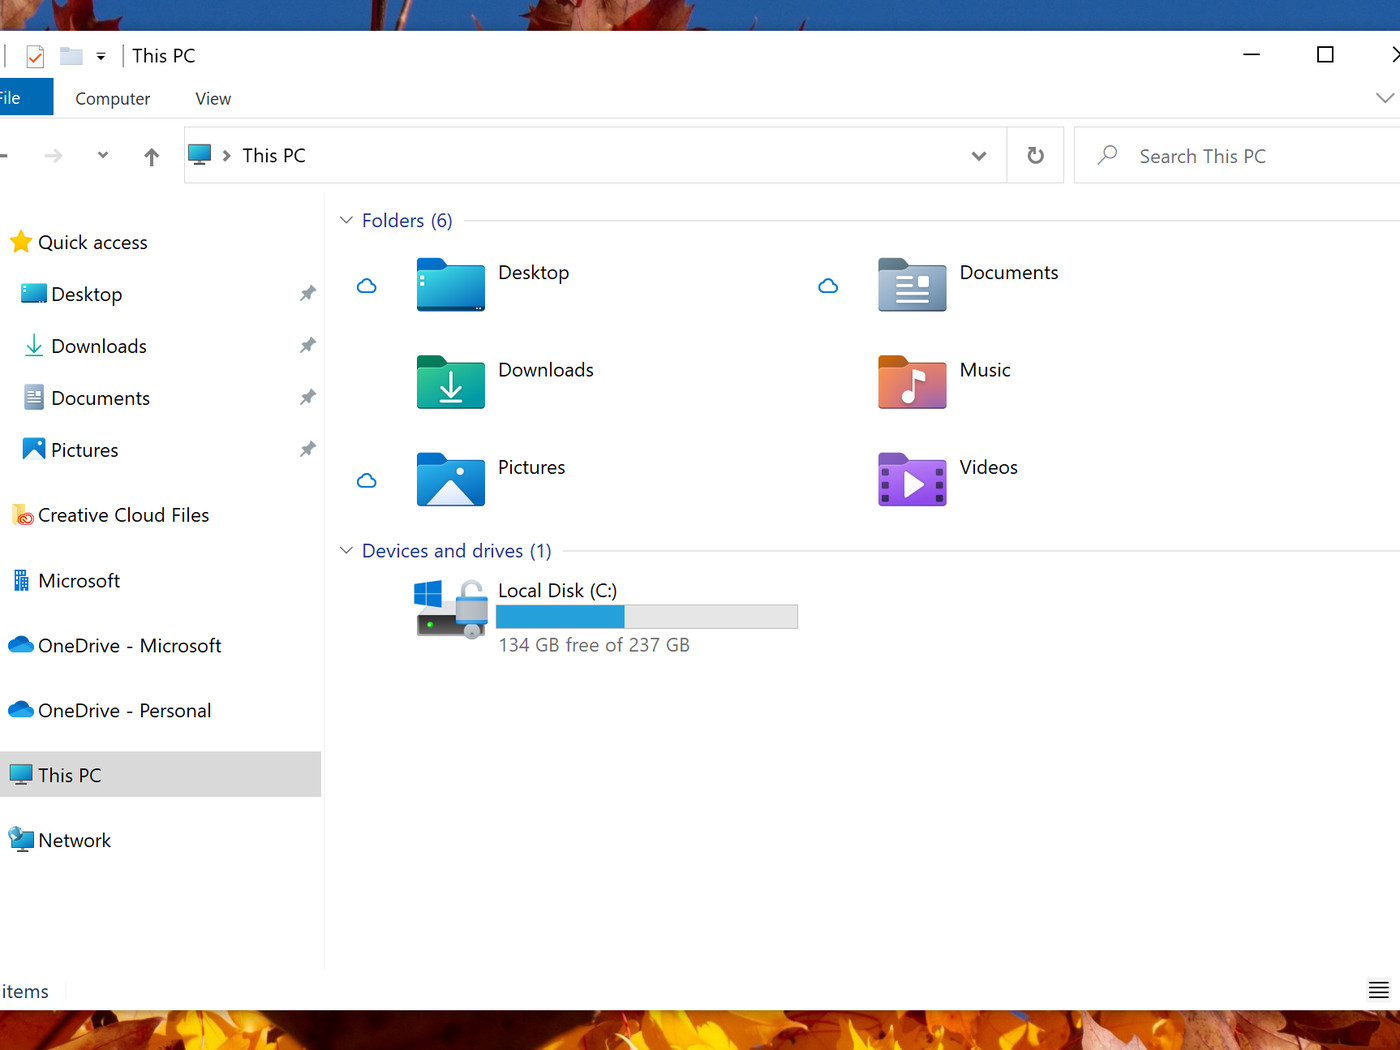 This PC
File
Computer
View
This PC
Search This PC
Quick access
Desktop
Downloads
Documents
Pictures
Creative Cloud Files
Microsoft
OneDrive - Microsoft
OneDrive - Personal
This PC
Network
Folders (6)
Desktop
Documents
Downloads
Music
Pictures
Videos
Devices and drives (1)
Local Disk (C:)
134 GB free of 237 GB
items